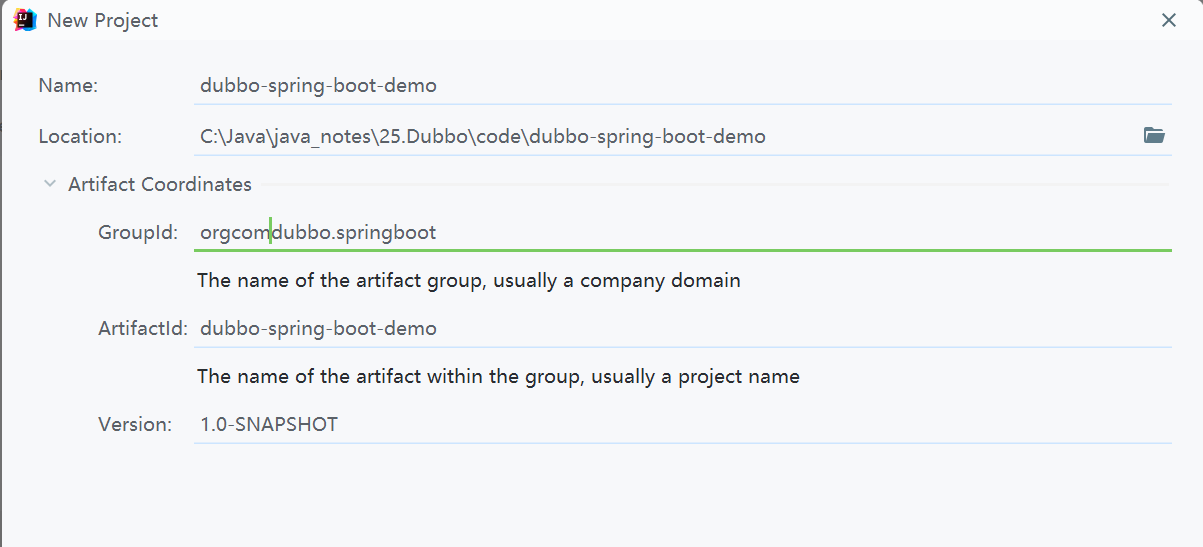 New Project
Name: dubbo-spring-boot-demo
Location: C:\Java\java_notes\25.Dubbo\code\dubbo-spring-boot-demo
Artifact Coordinates
GroupId: orgcomdubbo.springboot
The name of the artifact group, usually a company domain
ArtifactId: dubbo-spring-boot-demo
The name of the artifact within the group, usually a project name
Version: 1.0-SNAPSHOT